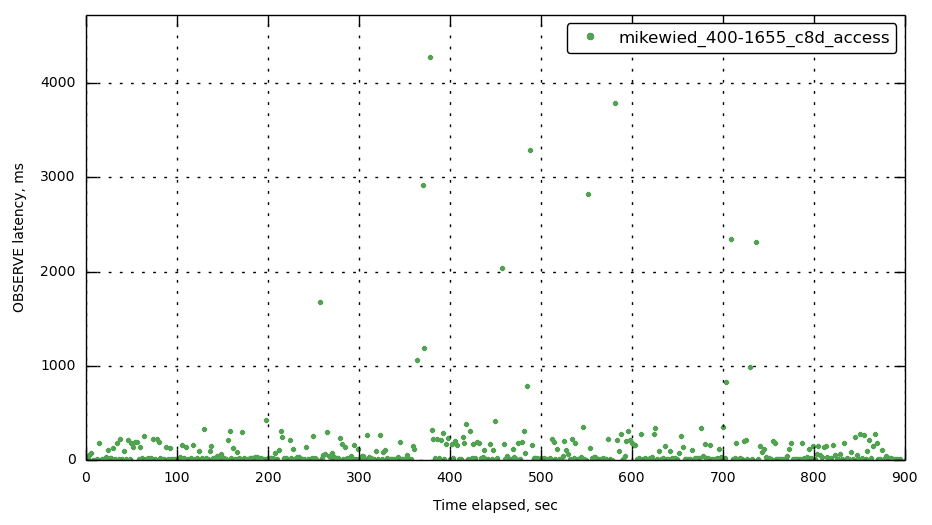 mikewied_400-1655_c8d_access
4000
3000
2000
1000
0
0 100 200 300 400 500 600 700 800 900
OBSERVE latency, ms
Time elapsed, sec